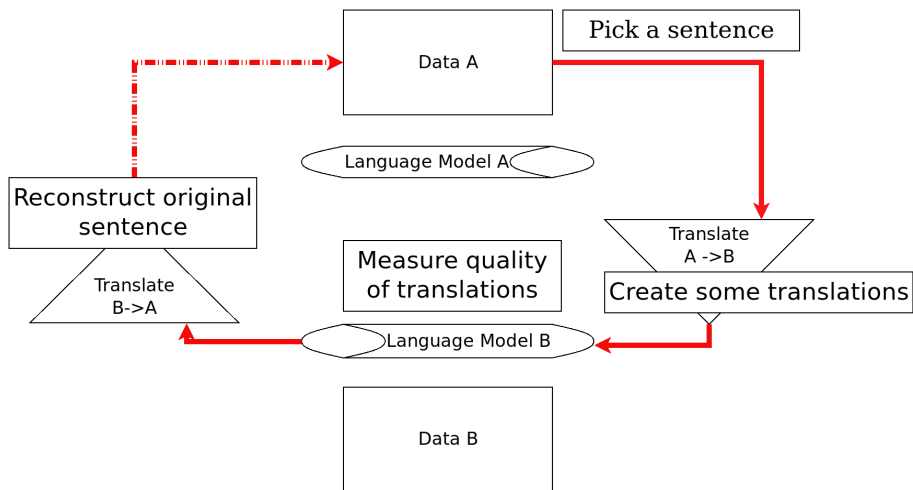 Pick a sentence
Data A
Language Model A
Reconstruct original
sentence
Translate
A ->B
Measure quality
of translations
Translate
B->A
Create some translations
Language Model B
Data B